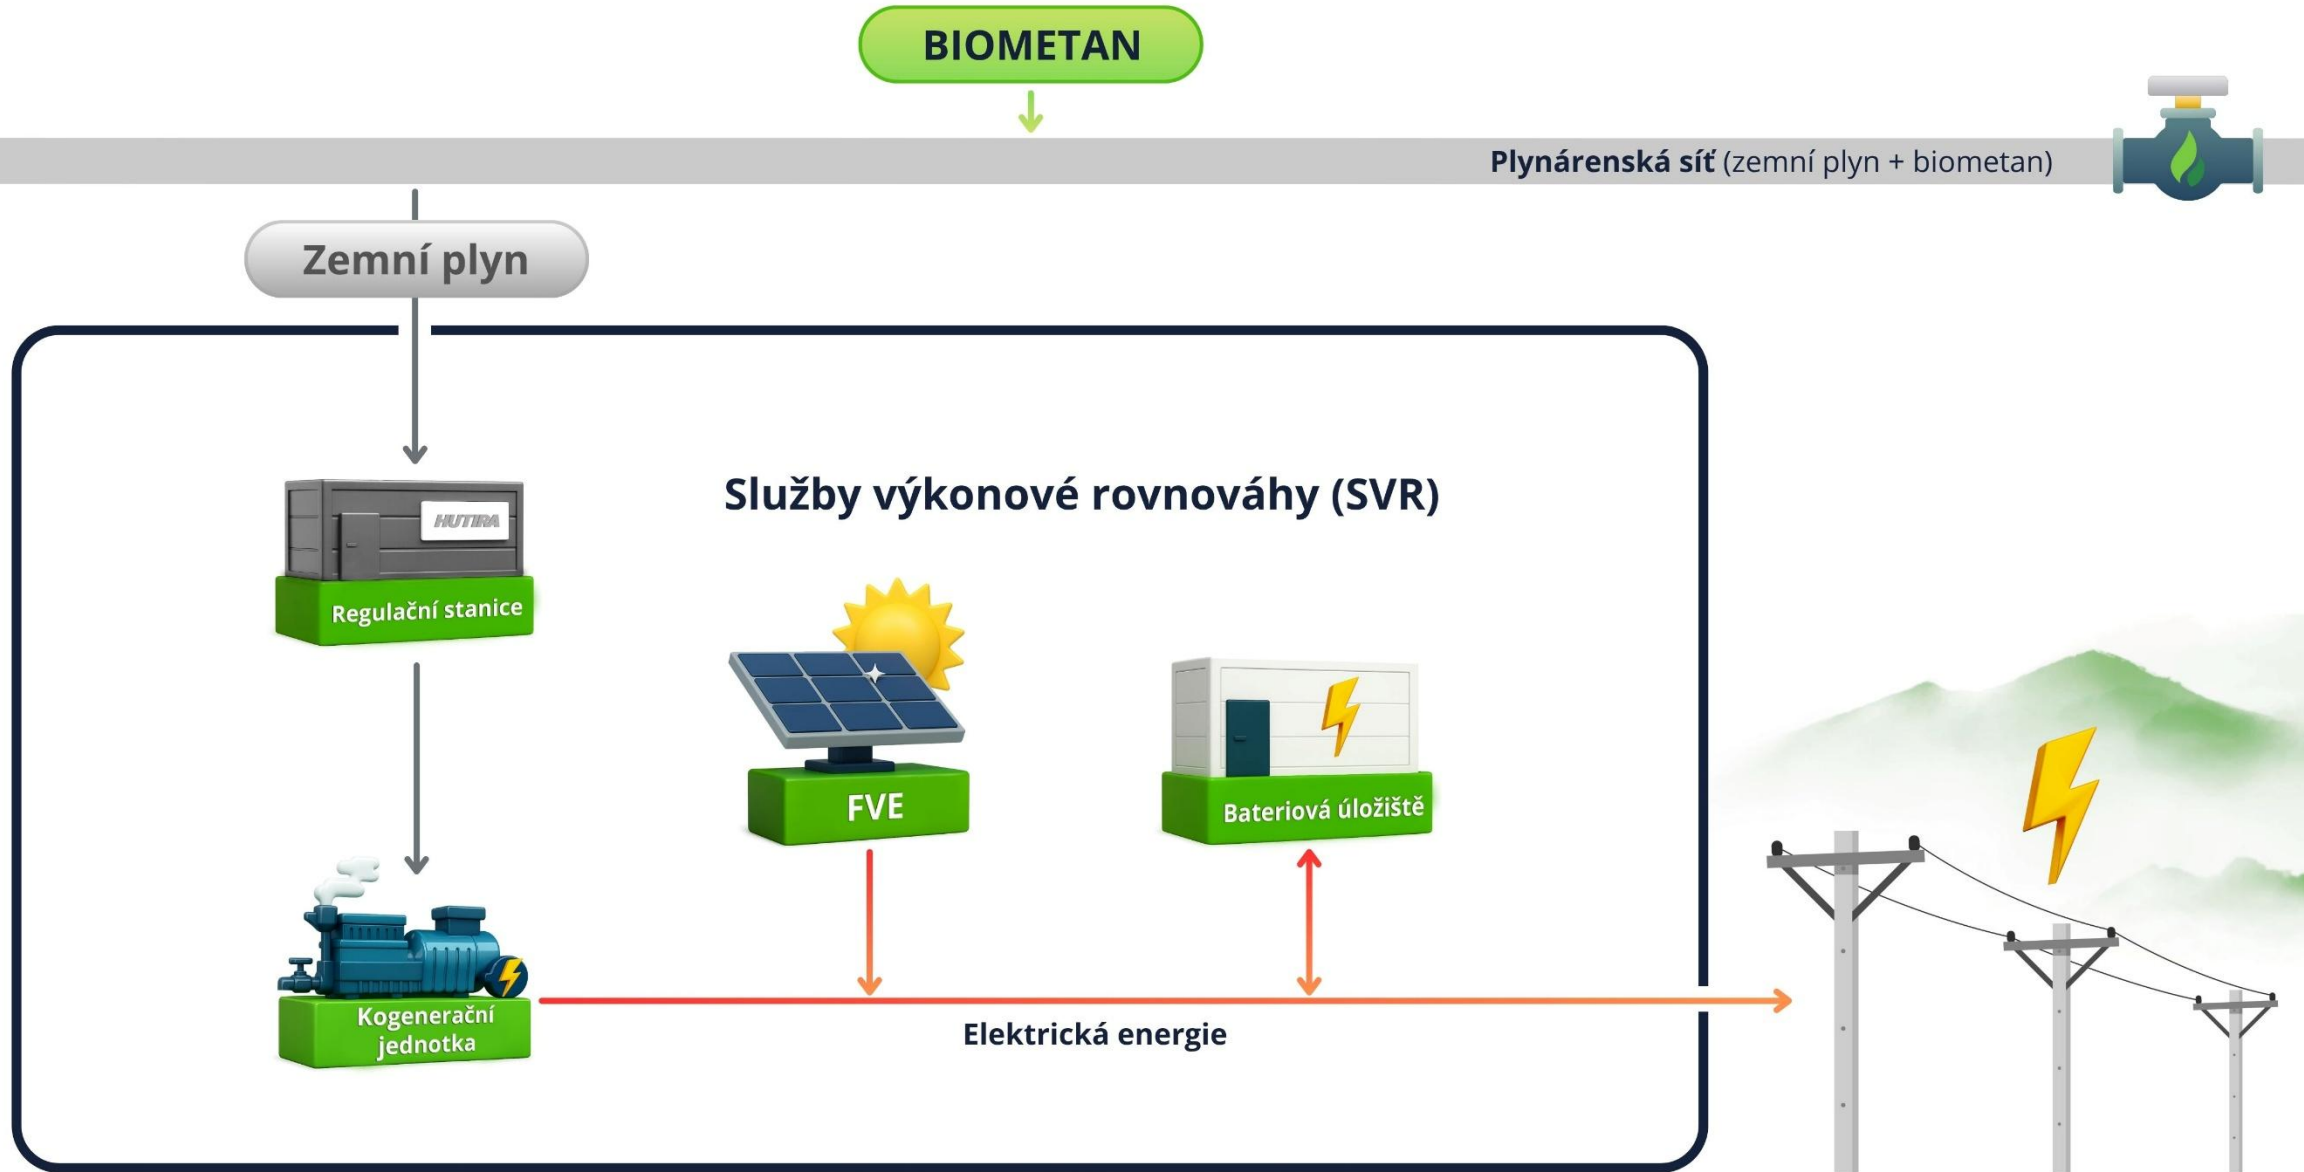 BIOMETAN
Plynárenská síť (zemní plyn + biometan)
Zemní plyn
Služby výkonové rovnováhy (SVR)
HUTIRA
Regulační stanice
FVE
Bateriová úložiště
Kogenerační
jednotka
Elektrická energie